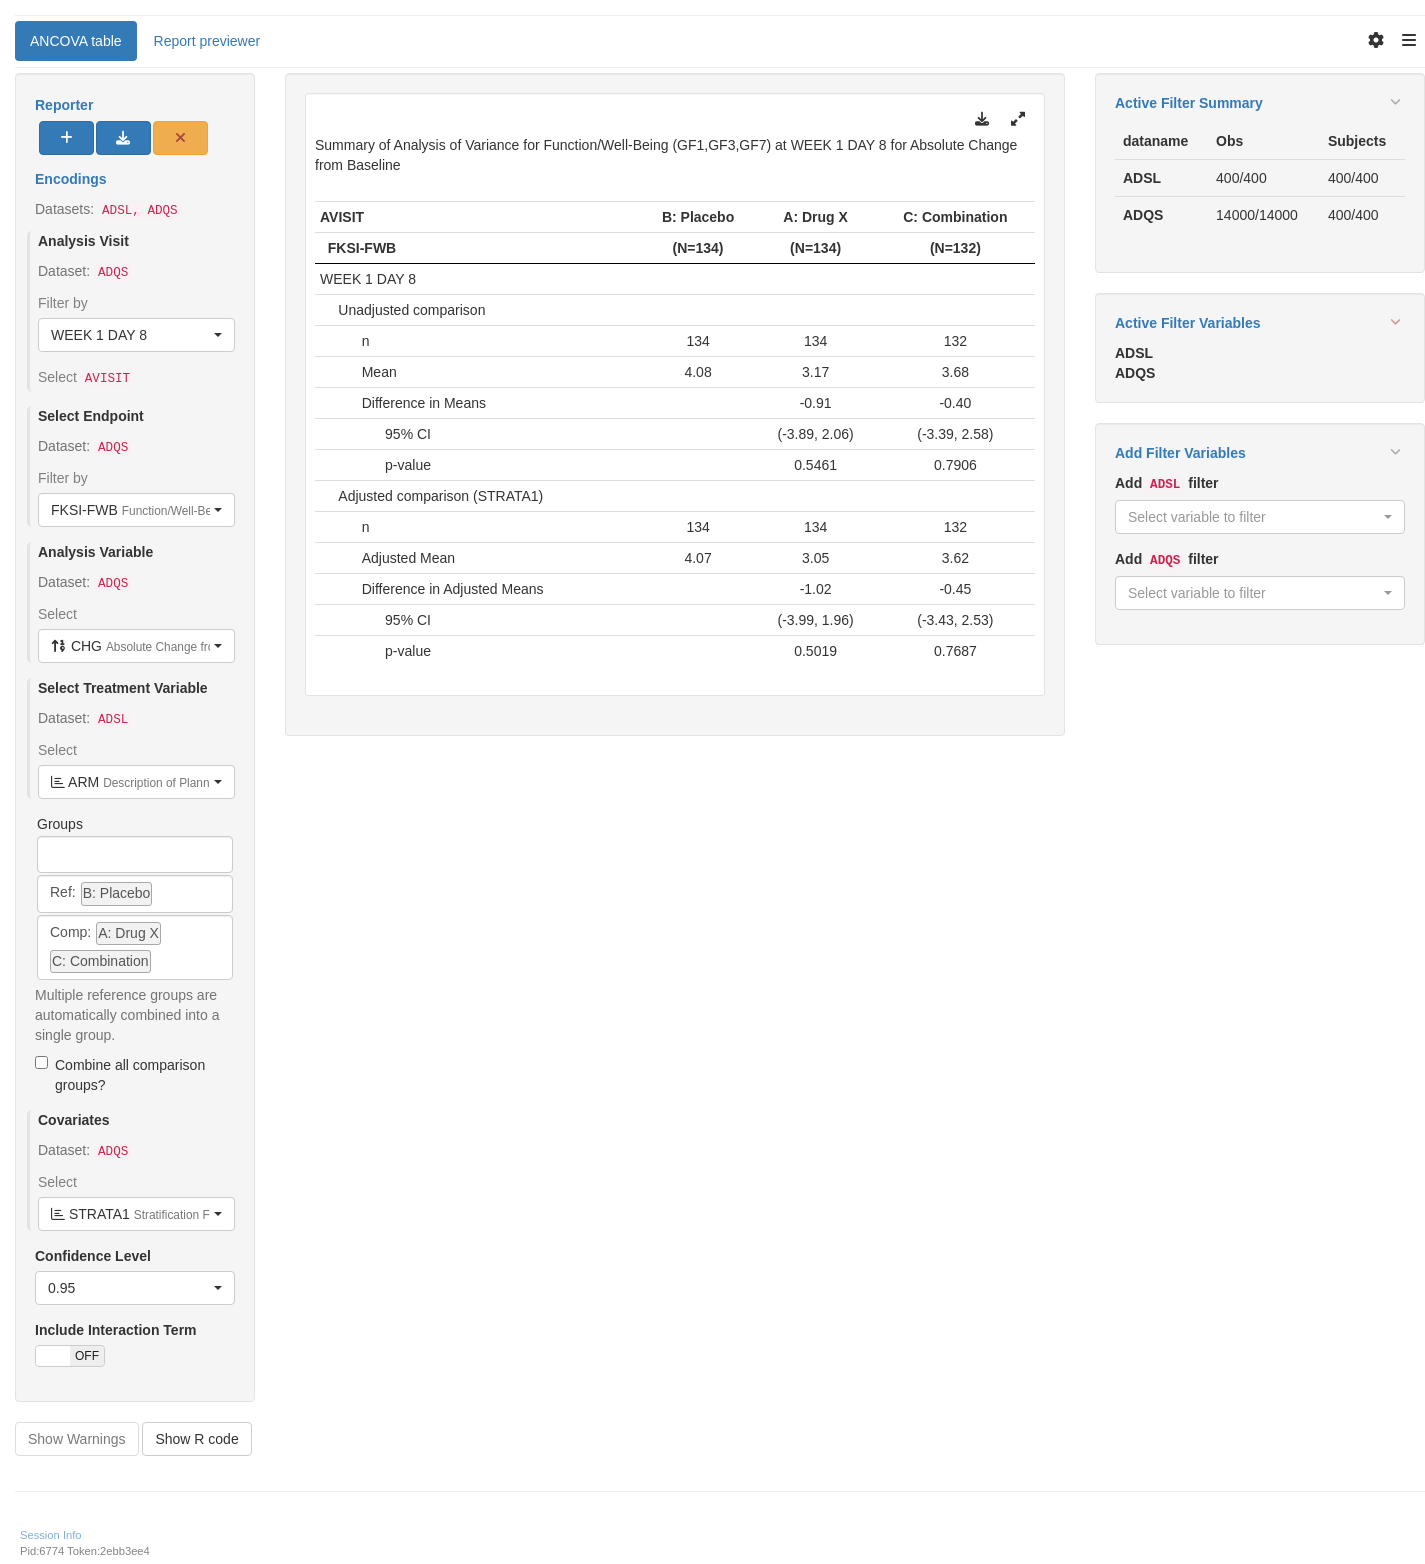 ANCOVA table
Report previewer
Reporter
Encodings
Datasets: ADSL, ADQS
Analysis Visit
Dataset: ADQS
Filter by
WEEK 1 DAY 8
Select AVISIT
Select Endpoint
Dataset: ADQS
Filter by
FKSI-FWB Function/Well-Be
Analysis Variable
Dataset: ADQS
Select
CHG Absolute Change fro
Select Treatment Variable
Dataset: ADSL
Select
ARM Description of Plann
Groups
Ref: B: Placebo
Comp: A: Drug X
C: Combination
Multiple reference groups are
automatically combined into a
single group.
Combine all comparison
groups?
Covariates
Dataset: ADQS
Select
STRATA1 Stratification F
Confidence Level
0.95
Include Interaction Term
OFF
Show Warnings
Show R code
Summary of Analysis of Variance for Function/Well-Being (GF1,GF3,GF7) at WEEK 1 DAY 8 for Absolute Change
from Baseline
AVISIT B: Placebo A: Drug X C: Combination
FKSI-FWB (N=134) (N=134) (N=132)
WEEK 1 DAY 8
Unadjusted comparison
n 134 134 132
Mean 4.08 3.17 3.68
Difference in Means -0.91 -0.40
95% CI (-3.89, 2.06) (-3.39, 2.58)
p-value 0.5461 0.7906
Adjusted comparison (STRATA1)
n 134 134 132
Adjusted Mean 4.07 3.05 3.62
Difference in Adjusted Means -1.02 -0.45
95% CI (-3.99, 1.96) (-3.43, 2.53)
p-value 0.5019 0.7687
Active Filter Summary
dataname Obs Subjects
ADSL 400/400 400/400
ADQS 14000/14000 400/400
Active Filter Variables
ADSL
ADQS
Add Filter Variables
Add ADSL filter
Select variable to filter
Add ADQS filter
Select variable to filter
Session Info
Pid:6774 Token:2ebb3ee4